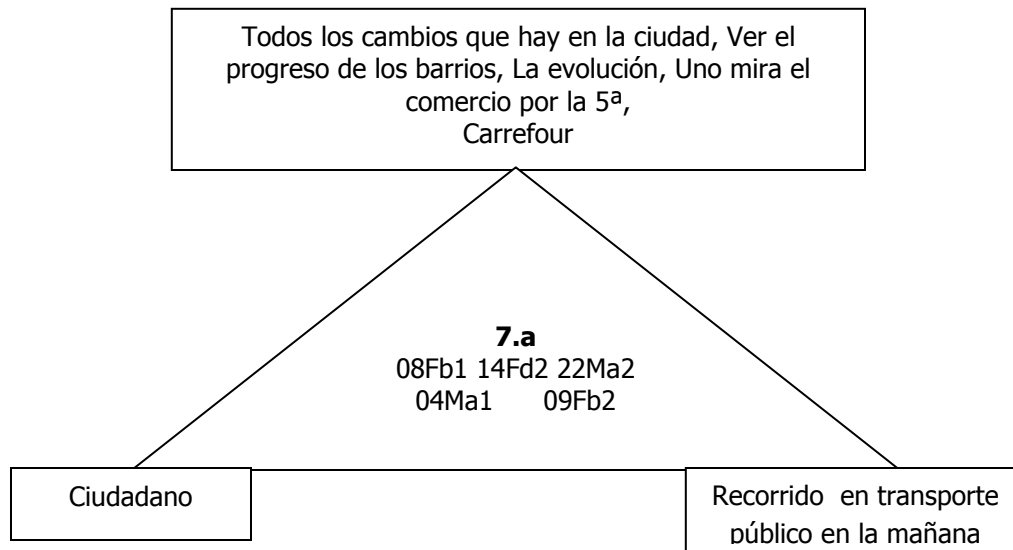 Todos los cambios que hay en la ciudad, Ver el
progreso de los barrios, La evolución, Uno mira el
comercio por la 5ª,
Carrefour
7.a
08Fb1 14Fd2 22Ma2
04Ma1 09Fb2
Ciudadano
Recorrido en transporte
público en la mañana